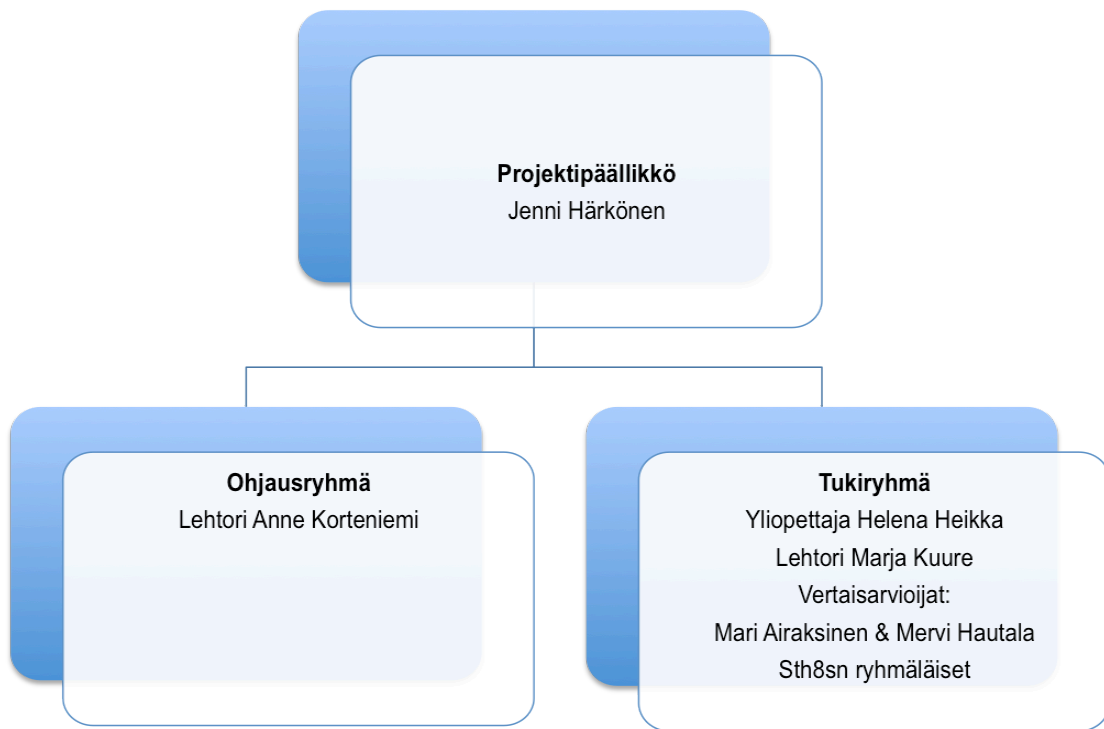 Projektipäällikkö
Jenni Härkönen
Ohjausryhmä
Lehtori Anne Korteniemi
Tukiryhmä
Yliopettaja Helena Heikka
Lehtori Marja Kuure
Vertaisarvioijat:
Mari Airaksinen & Mervi Hautala
Sth8sn ryhmäläiset